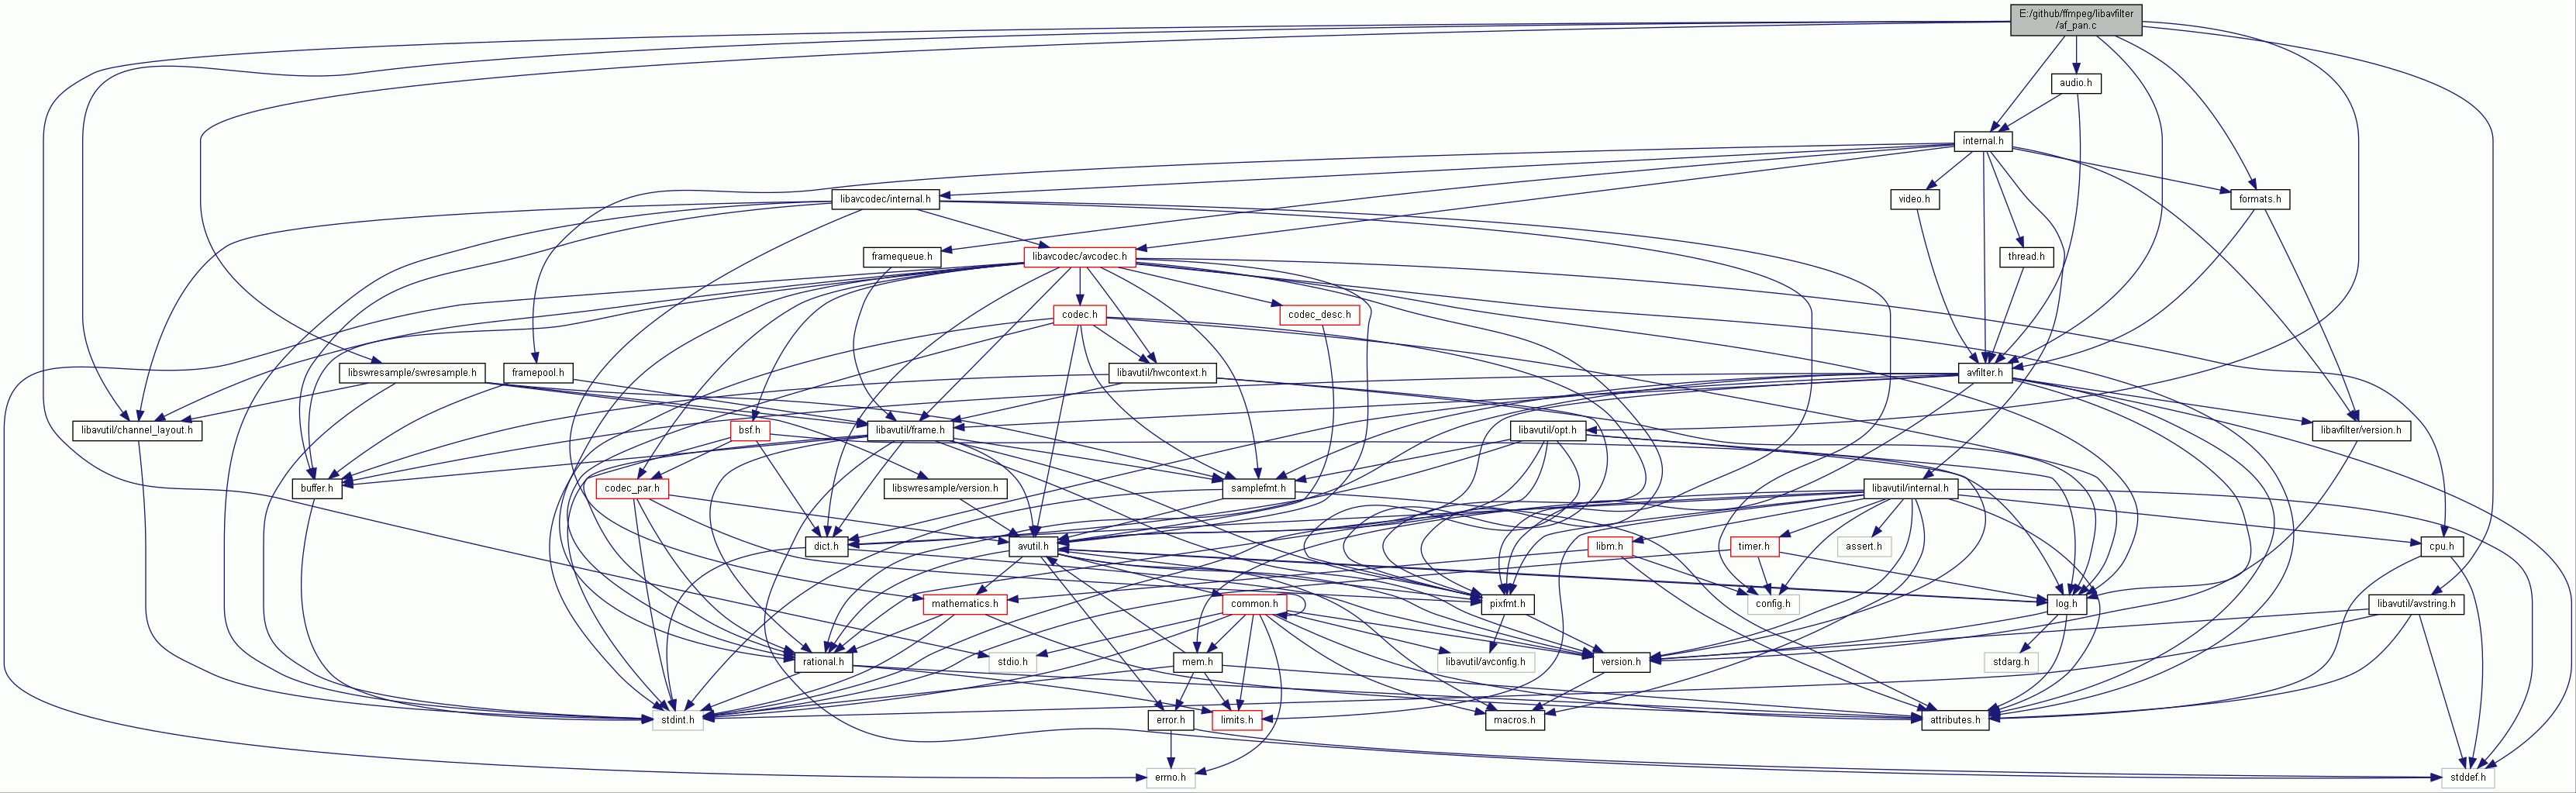 E:/github/ffmpeg/libavfilter
/af_pan.c
audio.h
internal.h
libavcodec/internal.h
video.h
formats.h
framequeue.h
libavcodec/avcodec.h
thread.h
codec.h
codec_desc.h
libswresample/swresample.h
framepool.h
libavutil/hwcontext.h
avfilter.h
libavutil/channel_layout.h
bsf.h
libavutil/frame.h
libavutil/opt.h
libavfilter/version.h
buffer.h
codec_par.h
libswresample/version.h
samplefmt.h
libavutil/internal.h
dict.h
avutil.h
libm.h
timer.h
assert.h
cpu.h
mathematics.h
common.h
pixfmt.h
config.h
log.h
libavutil/avstring.h
rational.h
stdio.h
mem.h
libavutil/avconfig.h
version.h
stdarg.h
stdint.h
error.h
limits.h
macros.h
attributes.h
errno.h
stddef.h